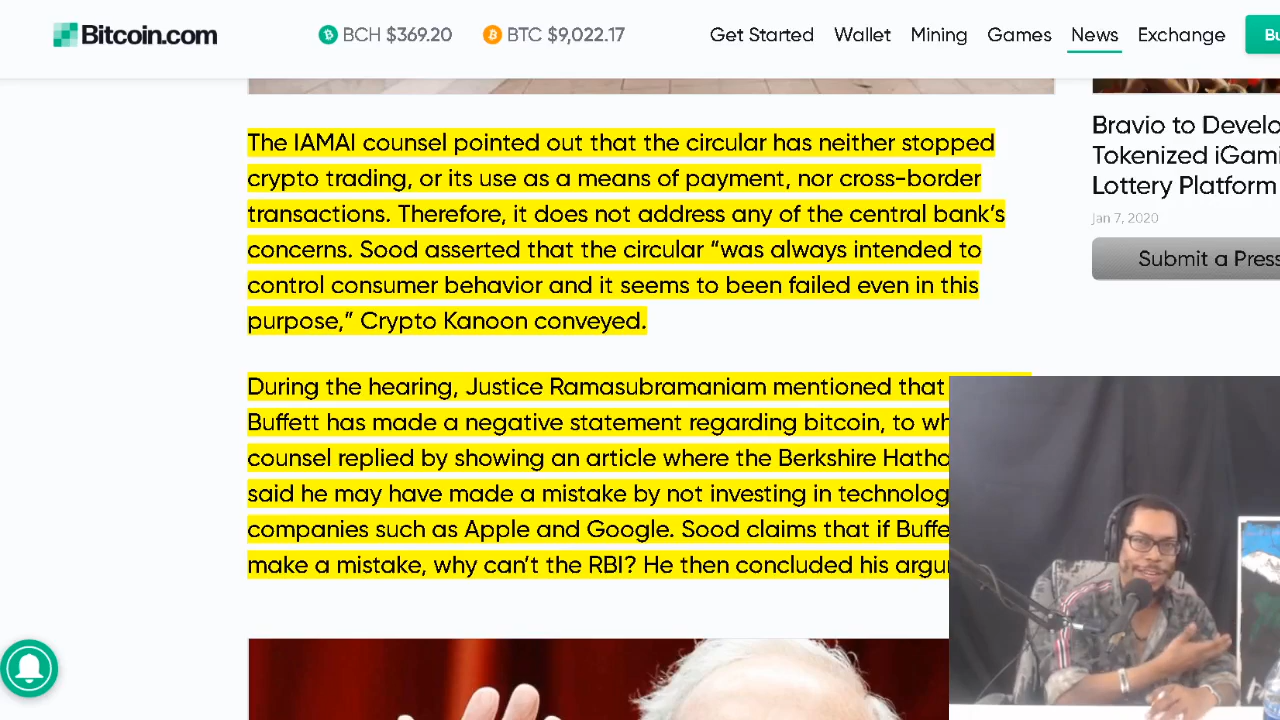 Bitcoin.com
BCH $369.20
BTC $9,022.17
Get Started Wallet Mining Games News Exchange
The IAMAI counsel pointed out that the circular has neither stopped
crypto trading, or its use as a means of payment, nor cross-border
transactions. Therefore, it does not address any of the central bank's
concerns. Sood asserted that the circular “was always intended to
control consumer behavior and it seems to been failed even in this
purpose,” Crypto Kanoon conveyed.
During the hearing, Justice Ramasubramaniam mentioned that
Buffett has made a negative statement regarding bitcoin, to
counsel replied by showing an article where the Berkshire
said he may have made a mistake by not investing in
companies such as Apple and Google. Sood claims that if
make a mistake, why can't the RBI? He then concluded his
Bravio to
Tokenized
Lottery Platform
Jan 7, 2020
Submit a